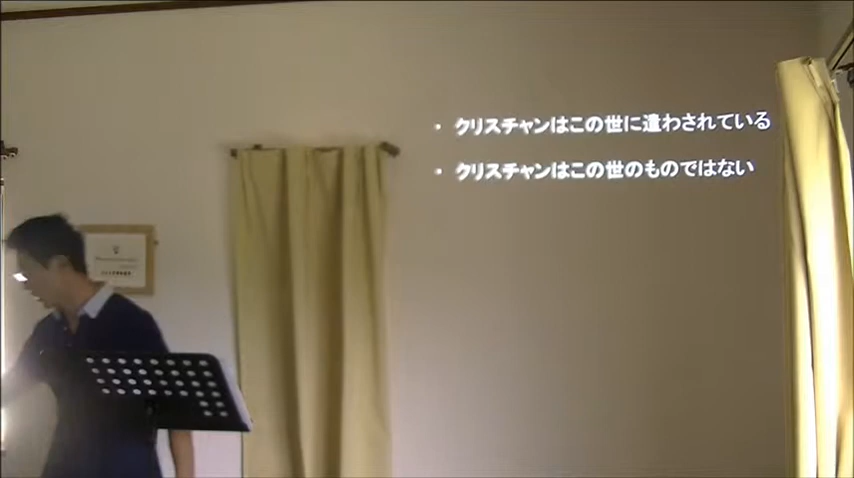 ・ クリスチャンはこの世に遣わされている
・ クリスチャンはこの世のものではない